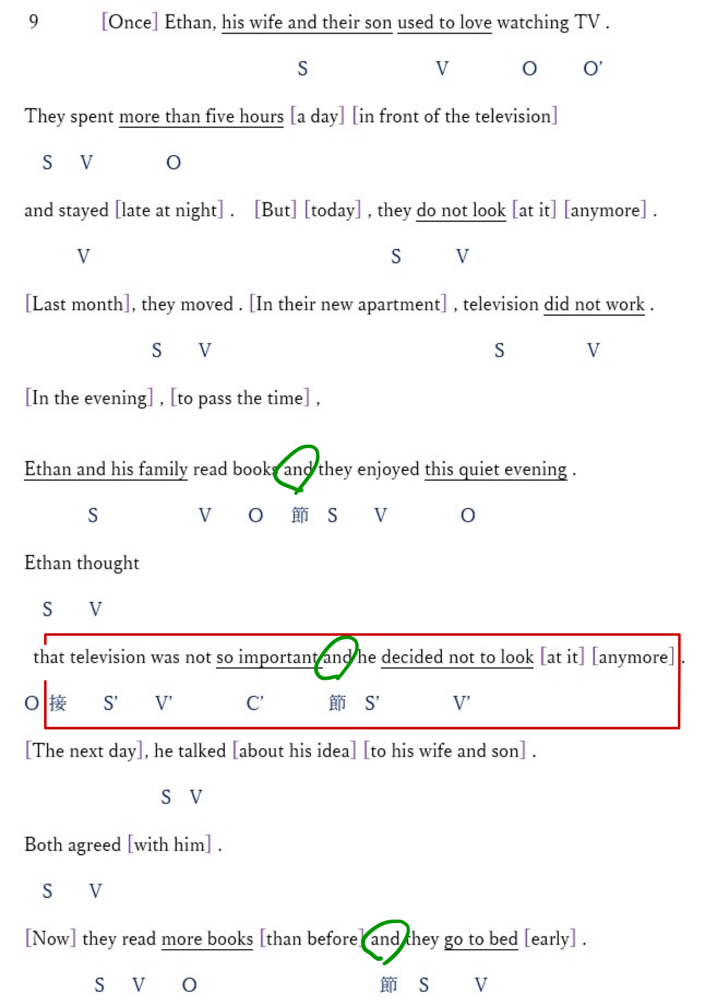 9 [Once] Ethan, his wife and their son used to love watching TV .
S V O O’
They spent more than five hours [a day] [in front of the television]
S V O
and stayed [late at night] . [But] [today] , they do not look [at it] [anymore] .
V S V
[Last month], they moved . [In their new apartment] , television did not work .
S V S V
[In the evening] , [to pass the time] ,
Ethan and his family read books and they enjoyed this quiet evening .
S V O 節 S V O
Ethan thought
S V
that television was not so important and he decided not to look [at it] [anymore] .
O 接 S’ V’ C’ 節 S’ V’
[The next day], he talked [about his idea] [to his wife and son] .
S V
Both agreed [with him] .
S V
[Now] they read more books [than before] and they go to bed [early] .
S V O 節 S V